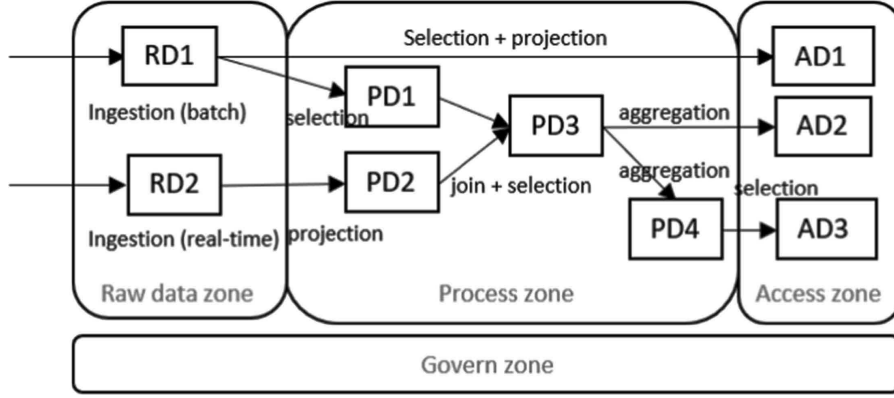 Selection + projection
RD1
AD1
Ingestion (batch)
selection
PD1
PD3
aggregation
AD2
RD2
PD2
join + selection
aggregation
selection
Ingestion (real-time)
projection
PD4
AD3
Raw data zone
Process zone
Access zone
Govern zone